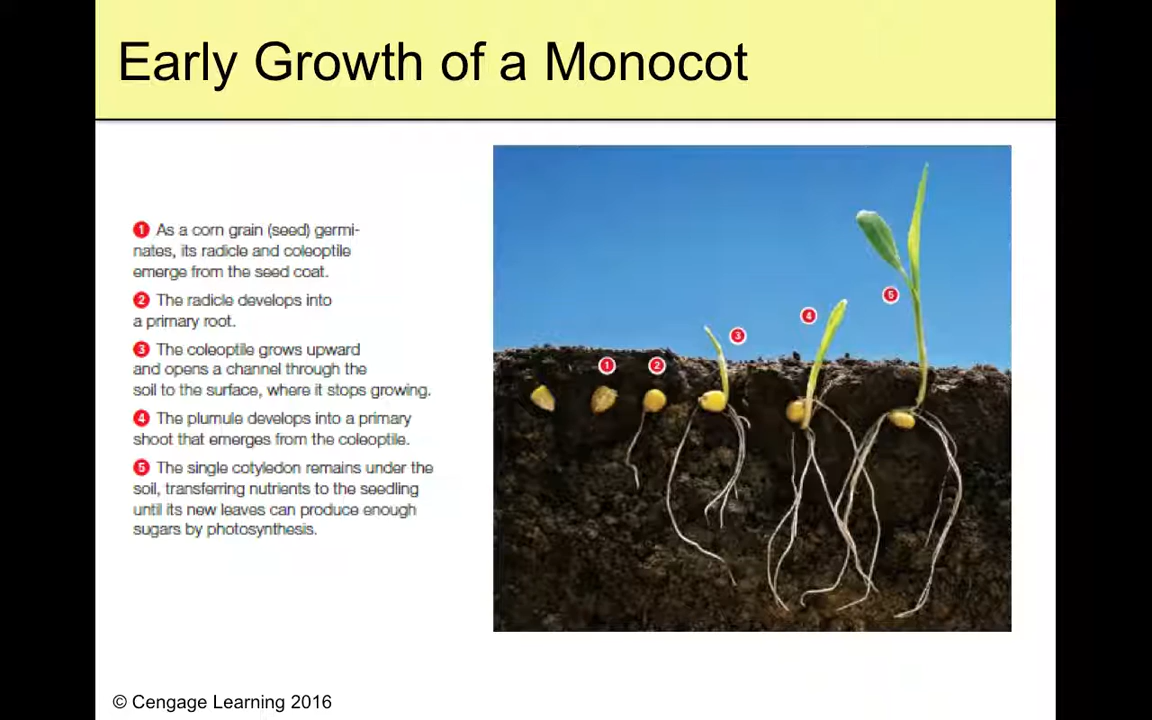 Early Growth of a Monocot
1 As a corn grain (seed) germi-
nates, its radicle and coleoptile
emerge from the seed coat.
2 The radicle develops into
a primary root.
3 The coleoptile grows upward
and opens a channel through the
soil to the surface, where it stops growing.
4 The plumule develops into a primary
shoot that emerges from the coleoptile.
5 The single cotyledon remains under the
soil, transferring nutrients to the seedling
until its new leaves can produce enough
sugars by photosynthesis.
1
2
3
4
5
© Cengage Learning 2016